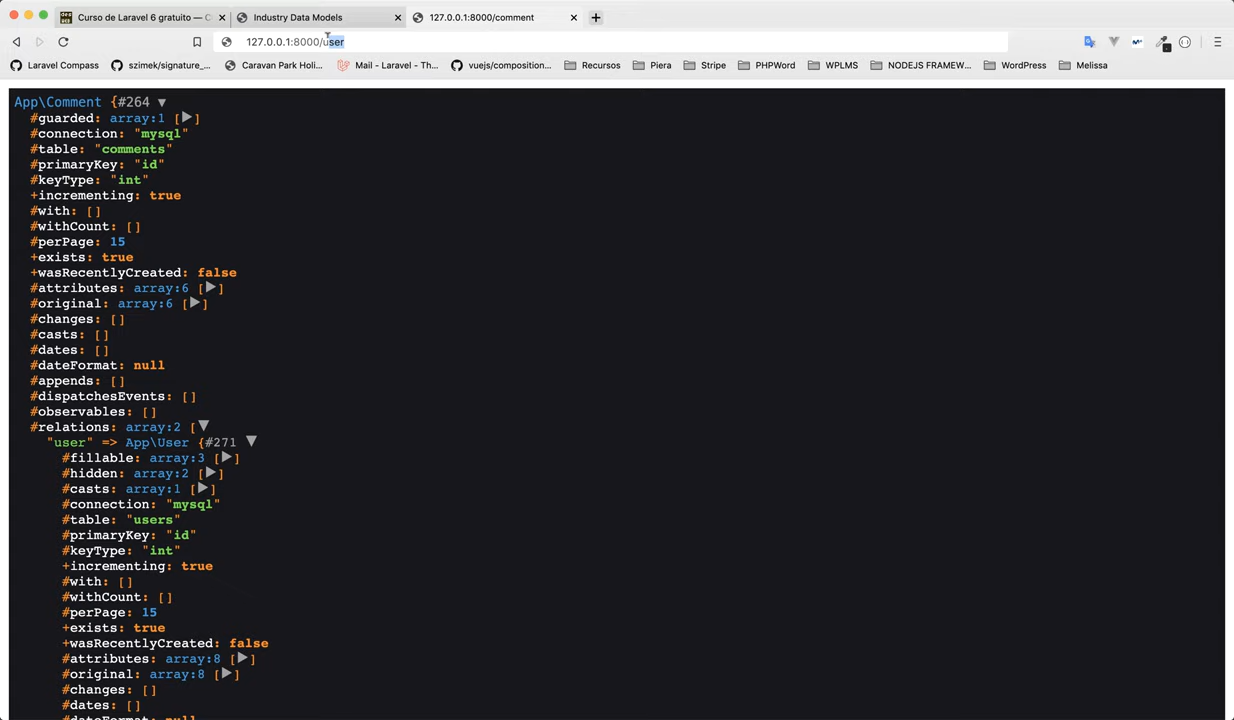 Curso de Laravel 6 gratuito — C
Industry Data Models
127.0.0.1:8000/comment
127.0.0.1:8000/user
Laravel Compass
szimek/signature_...
Caravan Park Holi...
Mail - Laravel - Th...
vuejs/composition...
Recursos
Piera
Stripe
PHPWord
WPLMS
NODEJS FRAMEW...
WordPress
Melissa
App\Comment {#264 ▼
#guarded: array:1 [▶]
#connection: "mysql"
#table: "comments"
#primaryKey: "id"
#keyType: "int"
+incrementing: true
#with: []
#withCount: []
#perPage: 15
+exists: true
+wasRecentlyCreated: false
#attributes: array:6 [▶]
#original: array:6 [▶]
#changes: []
#casts: []
#dates: []
#dateFormat: null
#appends: []
#dispatchesEvents: []
#observables: []
#relations: array:2 [▼
"user" => App\User {#271 ▼
#fillable: array:3 [▶]
#hidden: array:2 [▶]
#casts: array:1 [▶]
#connection: "mysql"
#table: "users"
#primaryKey: "id"
#keyType: "int"
+incrementing: true
#with: []
#withCount: []
#perPage: 15
+exists: true
+wasRecentlyCreated: false
#attributes: array:8 [▶]
#original: array:8 [▶]
#changes: []
#dates: []
#dateFormat: null